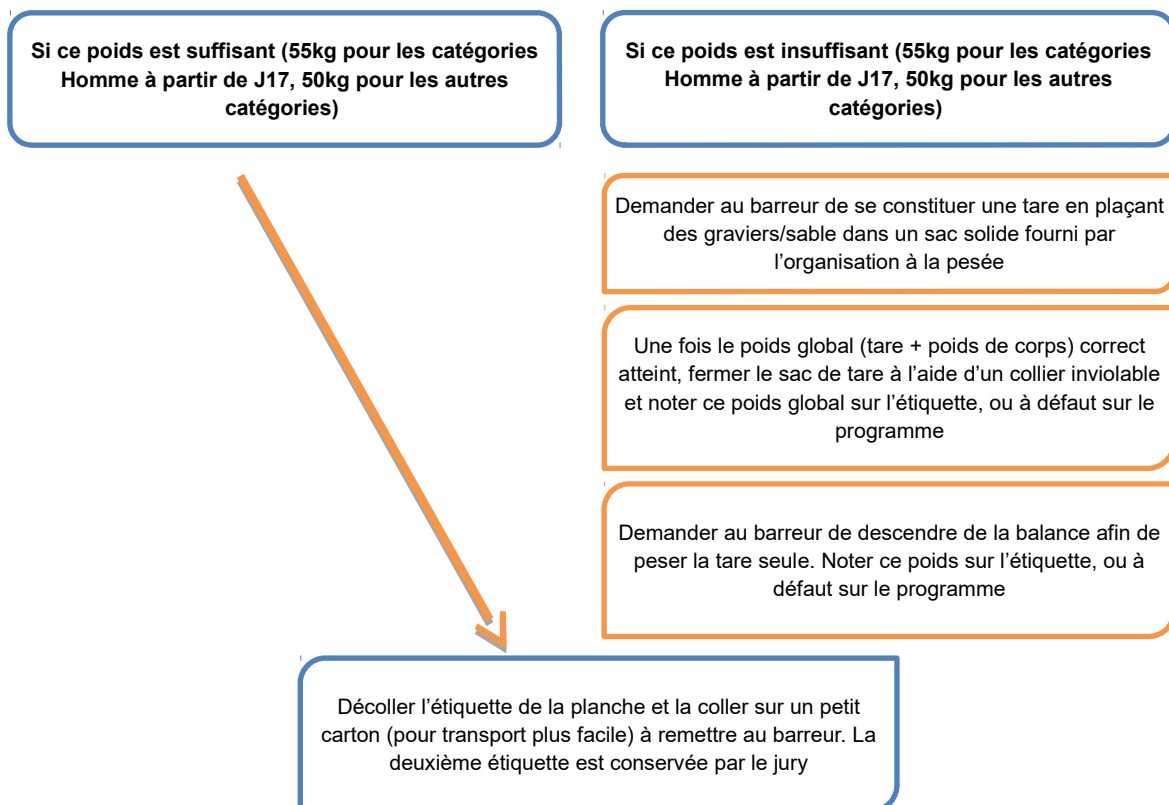 Si ce poids est suffisant (55kg pour les catégories
Homme à partir de J17, 50kg pour les autres
catégories)
Si ce poids est insuffisant (55kg pour les catégories
Homme à partir de J17, 50kg pour les autres
catégories)
Demander au barreur de se constituer une tare en plaçant
des graviers/sable dans un sac solide fourni par
l’organisation à la pesée
Une fois le poids global (tare + poids de corps) correct
atteint, fermer le sac de tare à l’aide d’un collier inviolable
et noter ce poids global sur l’étiquette, ou à défaut sur le
programme
Demander au barreur de descendre de la balance afin de
peser la tare seule. Noter ce poids sur l’étiquette, ou à
défaut sur le programme
Décoller l’étiquette de la planche et la coller sur un petit
carton (pour transport plus facile) à remettre au barreur. La
deuxième étiquette est conservée par le jury